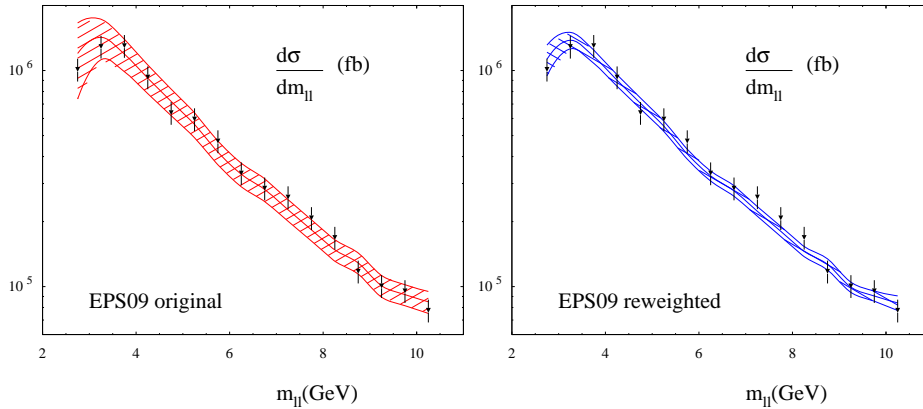 10^6
dσ
(fb)
dm_ll
10^5
EPS09 original
2 4 6 8 10
m_ll(GeV)
10^6
dσ
(fb)
dm_ll
10^5
EPS09 reweighted
2 4 6 8 10
m_ll(GeV)